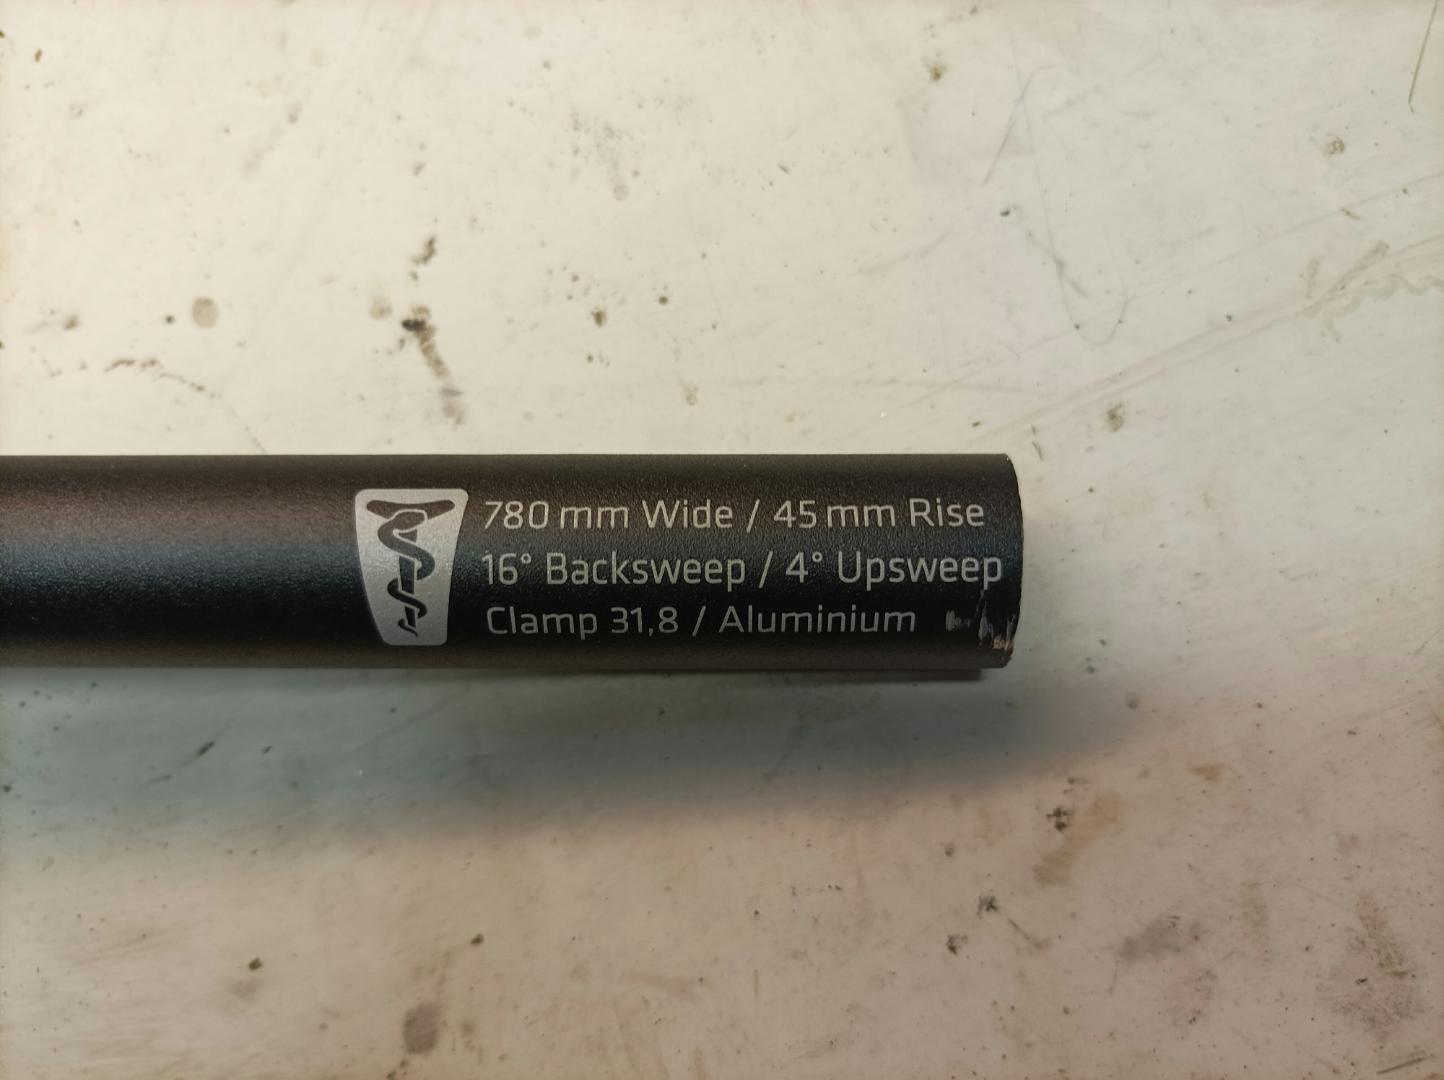 780 mm Wide / 45 mm Rise
16° Backsweep / 4° Upsweep
Clamp 31,8 / Aluminium